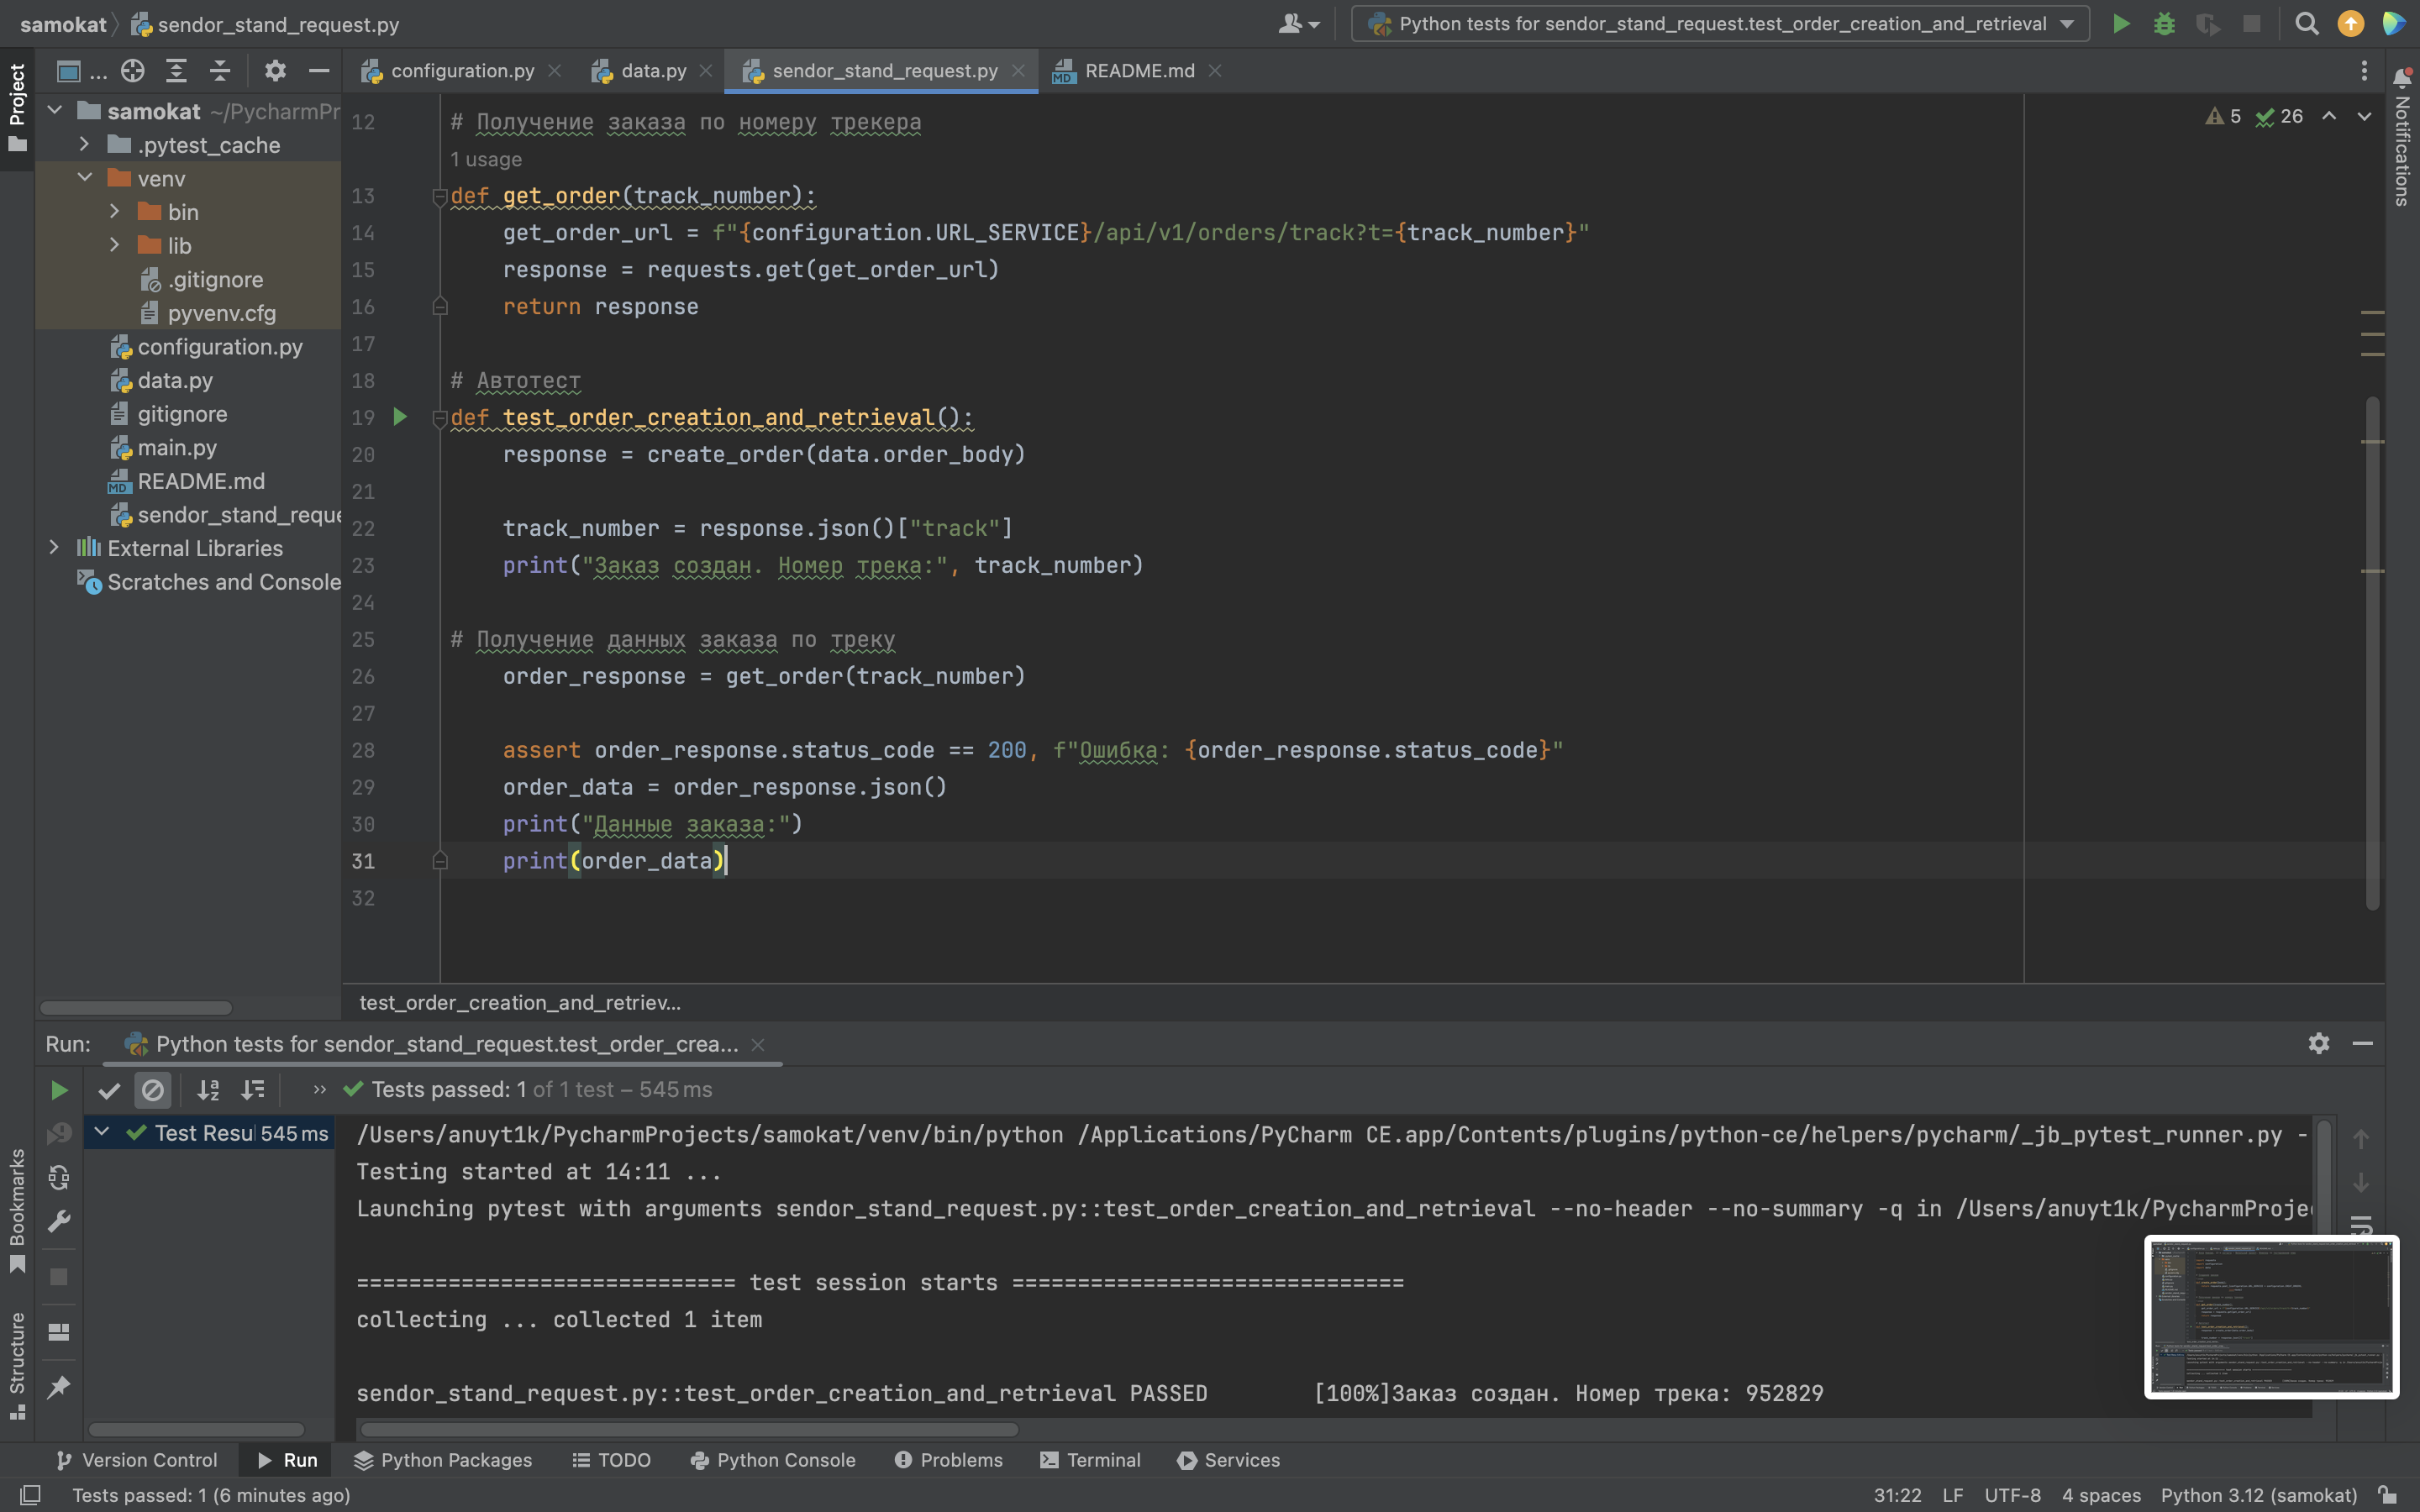 samokat sendor_stand_request.py
Python tests for sendor_stand_request.test_order_creation_and_retrieval
Project
...
configuration.py
data.py
sendor_stand_request.py
README.md
Notifications
samokat ~/PycharmPr
.pytest_cache
venv
bin
lib
.gitignore
pyvenv.cfg
configuration.py
data.py
gitignore
main.py
README.md
sendor_stand_reque
External Libraries
Scratches and Console
5 26
12 # Получение заказа по номеру трекера
1 usage
13 def get_order(track_number):
14 get_order_url = f"{configuration.URL_SERVICE}/api/v1/orders/track?t={track_number}"
15 response = requests.get(get_order_url)
16 return response
17
18 # Автотест
19 def test_order_creation_and_retrieval():
20 response = create_order(data.order_body)
21
22 track_number = response.json()["track"]
23 print("Заказ создан. Номер трека:", track_number)
24
25 # Получение данных заказа по треку
26 order_response = get_order(track_number)
27
28 assert order_response.status_code == 200, f"Ошибка: {order_response.status_code}"
29 order_data = order_response.json()
30 print("Данные заказа:")
31 print(order_data)
32
test_order_creation_and_retriev...
Run: Python tests for sendor_stand_request.test_order_crea...
Tests passed: 1 of 1 test – 545 ms
Test Resu 545 ms
/Users/anuyt1k/PycharmProjects/samokat/venv/bin/python /Applications/PyCharm CE.app/Contents/plugins/python-ce/helpers/pycharm/_jb_pytest_runner.py -
Testing started at 14:11 ...
Launching pytest with arguments sendor_stand_request.py::test_order_creation_and_retrieval --no-header --no-summary -q in /Users/anuyt1k/PycharmProje
============================= test session starts ==============================
collecting ... collected 1 item
sendor_stand_request.py::test_order_creation_and_retrieval PASSED [100%]Заказ создан. Номер трека: 952829
Bookmarks
Structure
Version Control
Run
Python Packages
TODO
Python Console
Problems
Terminal
Services
Tests passed: 1 (6 minutes ago)
31:22 LF UTF-8 4 spaces Python 3.12 (samokat)